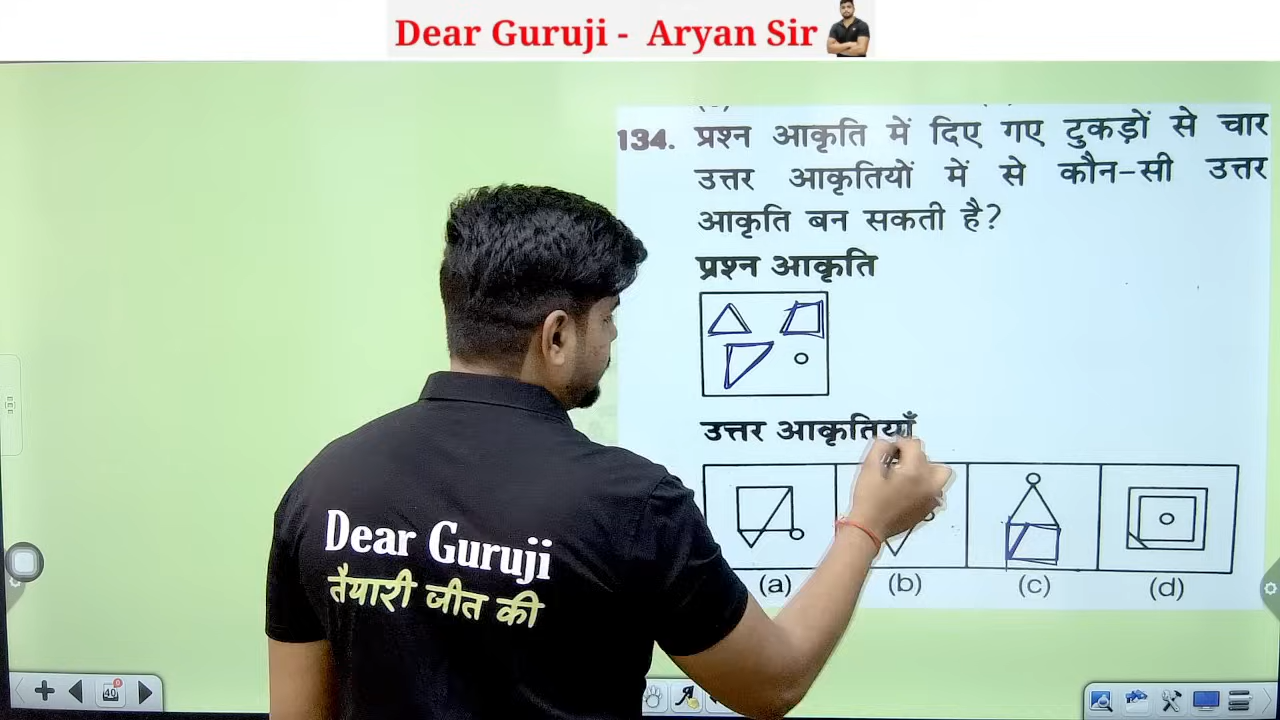 Dear Guruji - Aryan Sir
134. प्रश्न आकृति में दिए गए टुकड़ों से चार
उत्तर आकृतियों में से कौन-सी उत्तर
आकृति बन सकती है?
प्रश्न आकृति
उत्तर आकृतियाँ
(a) (b) (c) (d)
Dear Guruji
तैयारी जीत की
40